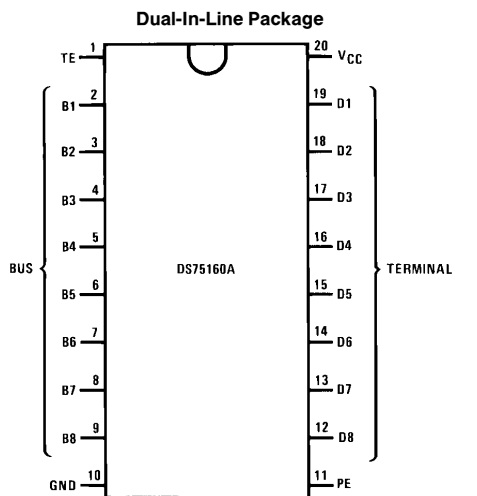 Dual-In-Line Package
TE 1 20 VCC
B1 2 19 D1
B2 3 18 D2
B3 4 17 D3
B4 5 16 D4
BUS DS75160A TERMINAL
B5 6 15 D5
B6 7 14 D6
B7 8 13 D7
B8 9 12 D8
GND 10 11 PE